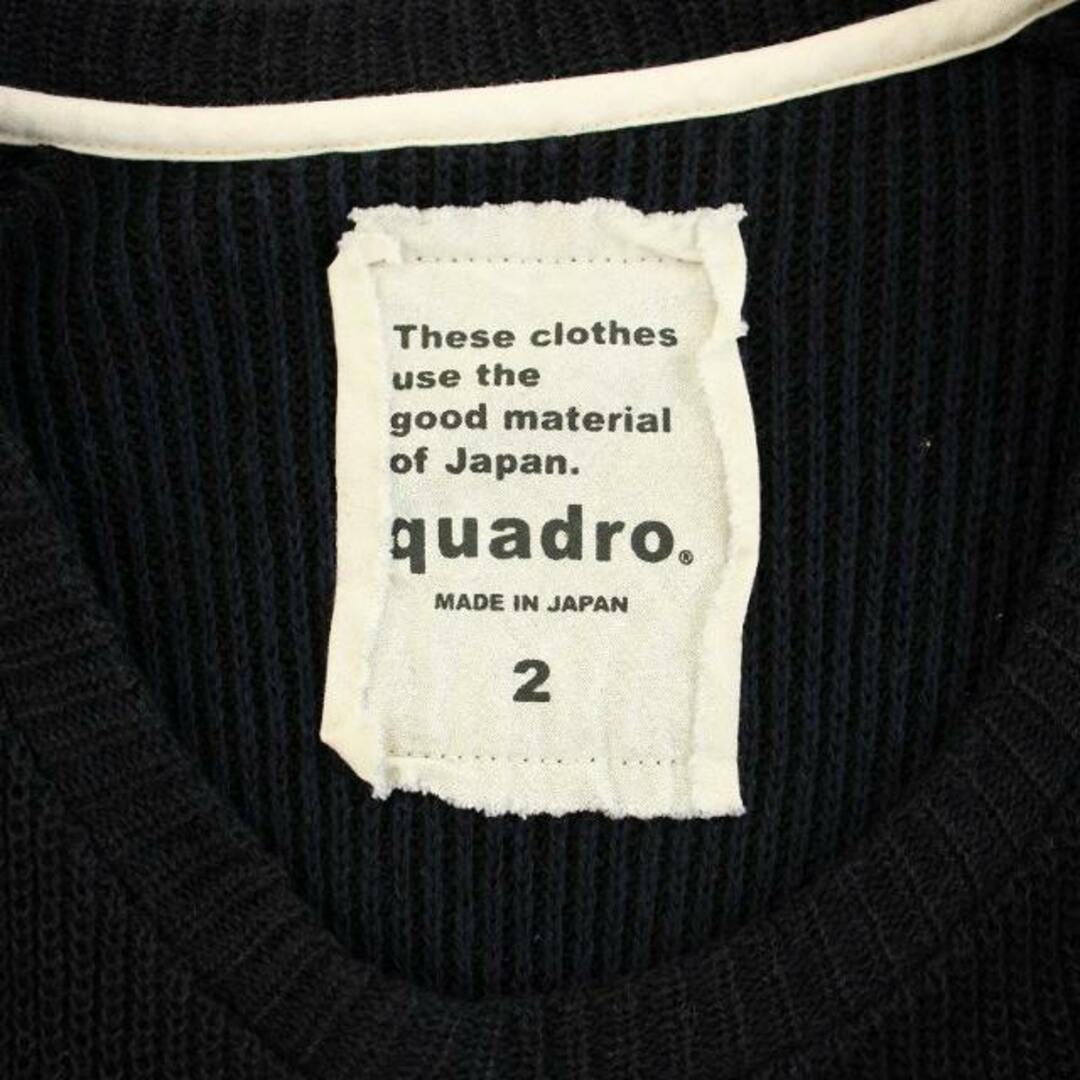 These clothes
use the
good material
of Japan.
quadro.®
MADE IN JAPAN
2